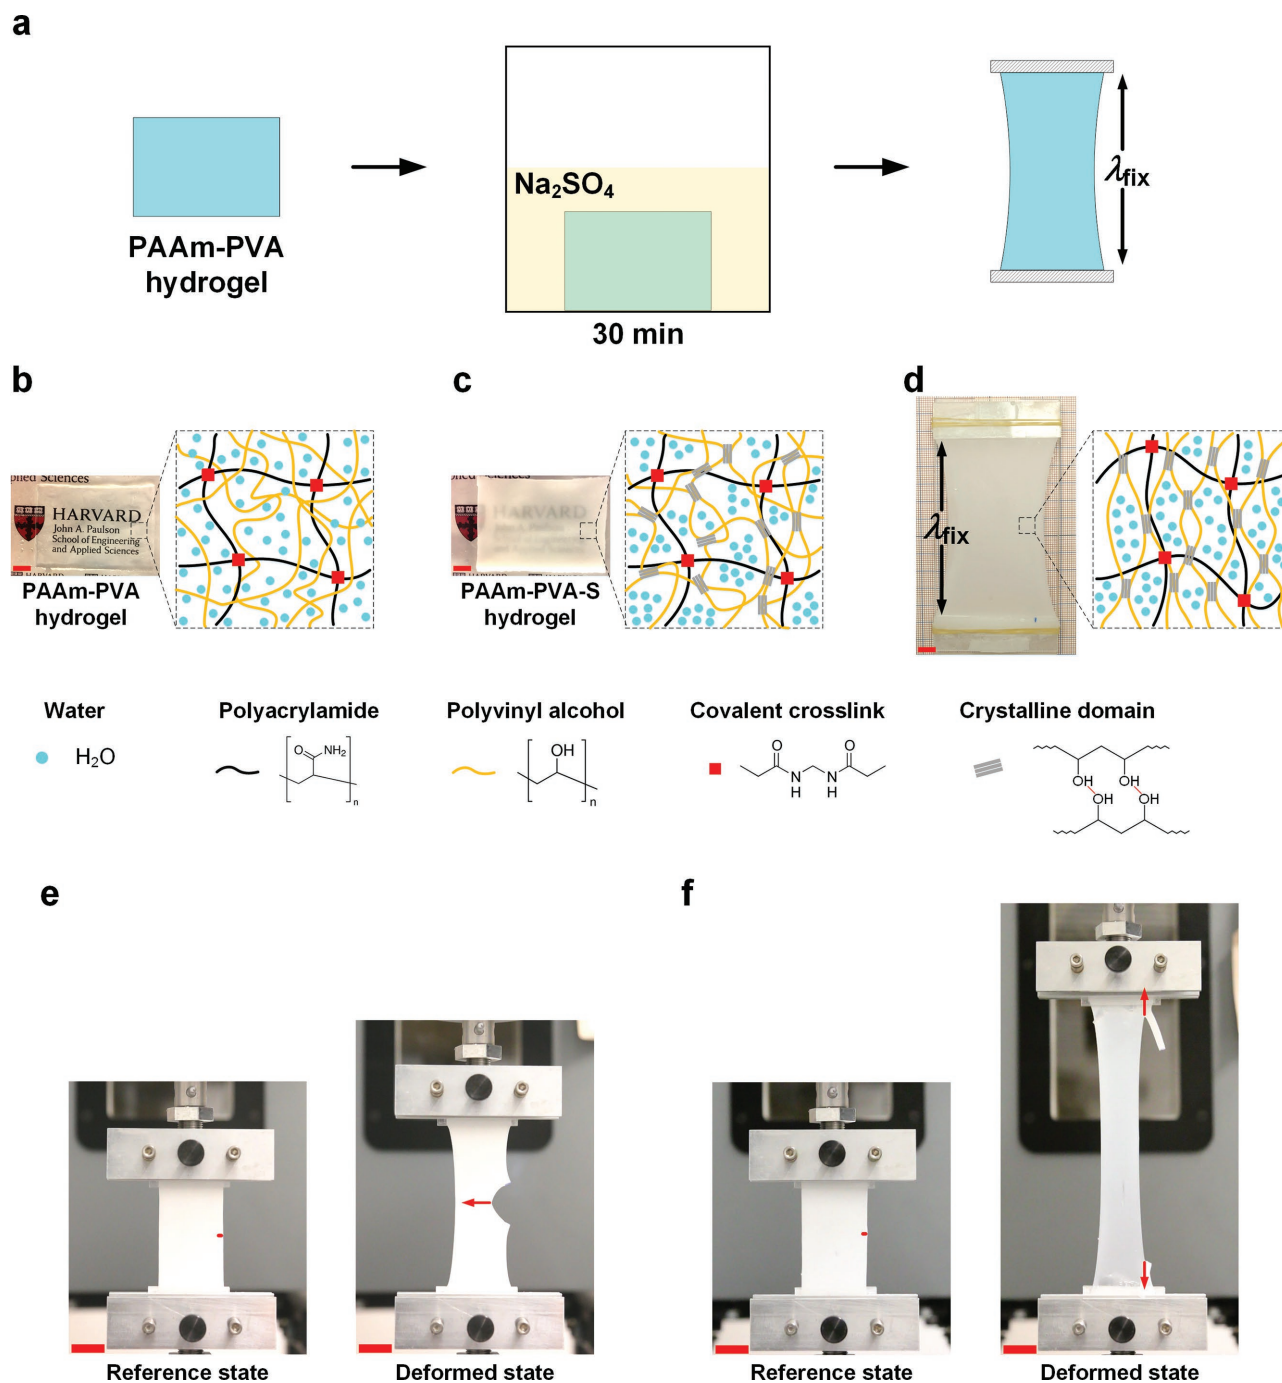 a
PAAm-PVA
hydrogel
Na₂SO₄
30 min
λfix
b
c
d
plied Sciences
HARVARD
John A. Paulson
School of Engineering
and Applied Sciences
PAAm-PVA
hydrogel
HARVARD
PAAm-PVA-S
hydrogel
λfix
Water
Polyacrylamide
Polyvinyl alcohol
Covalent crosslink
Crystalline domain
H₂O
O
NH₂
n
OH
n
O
O
N
H
N
H
OH
OH
OH
OH
e
f
Reference state
Deformed state
Reference state
Deformed state